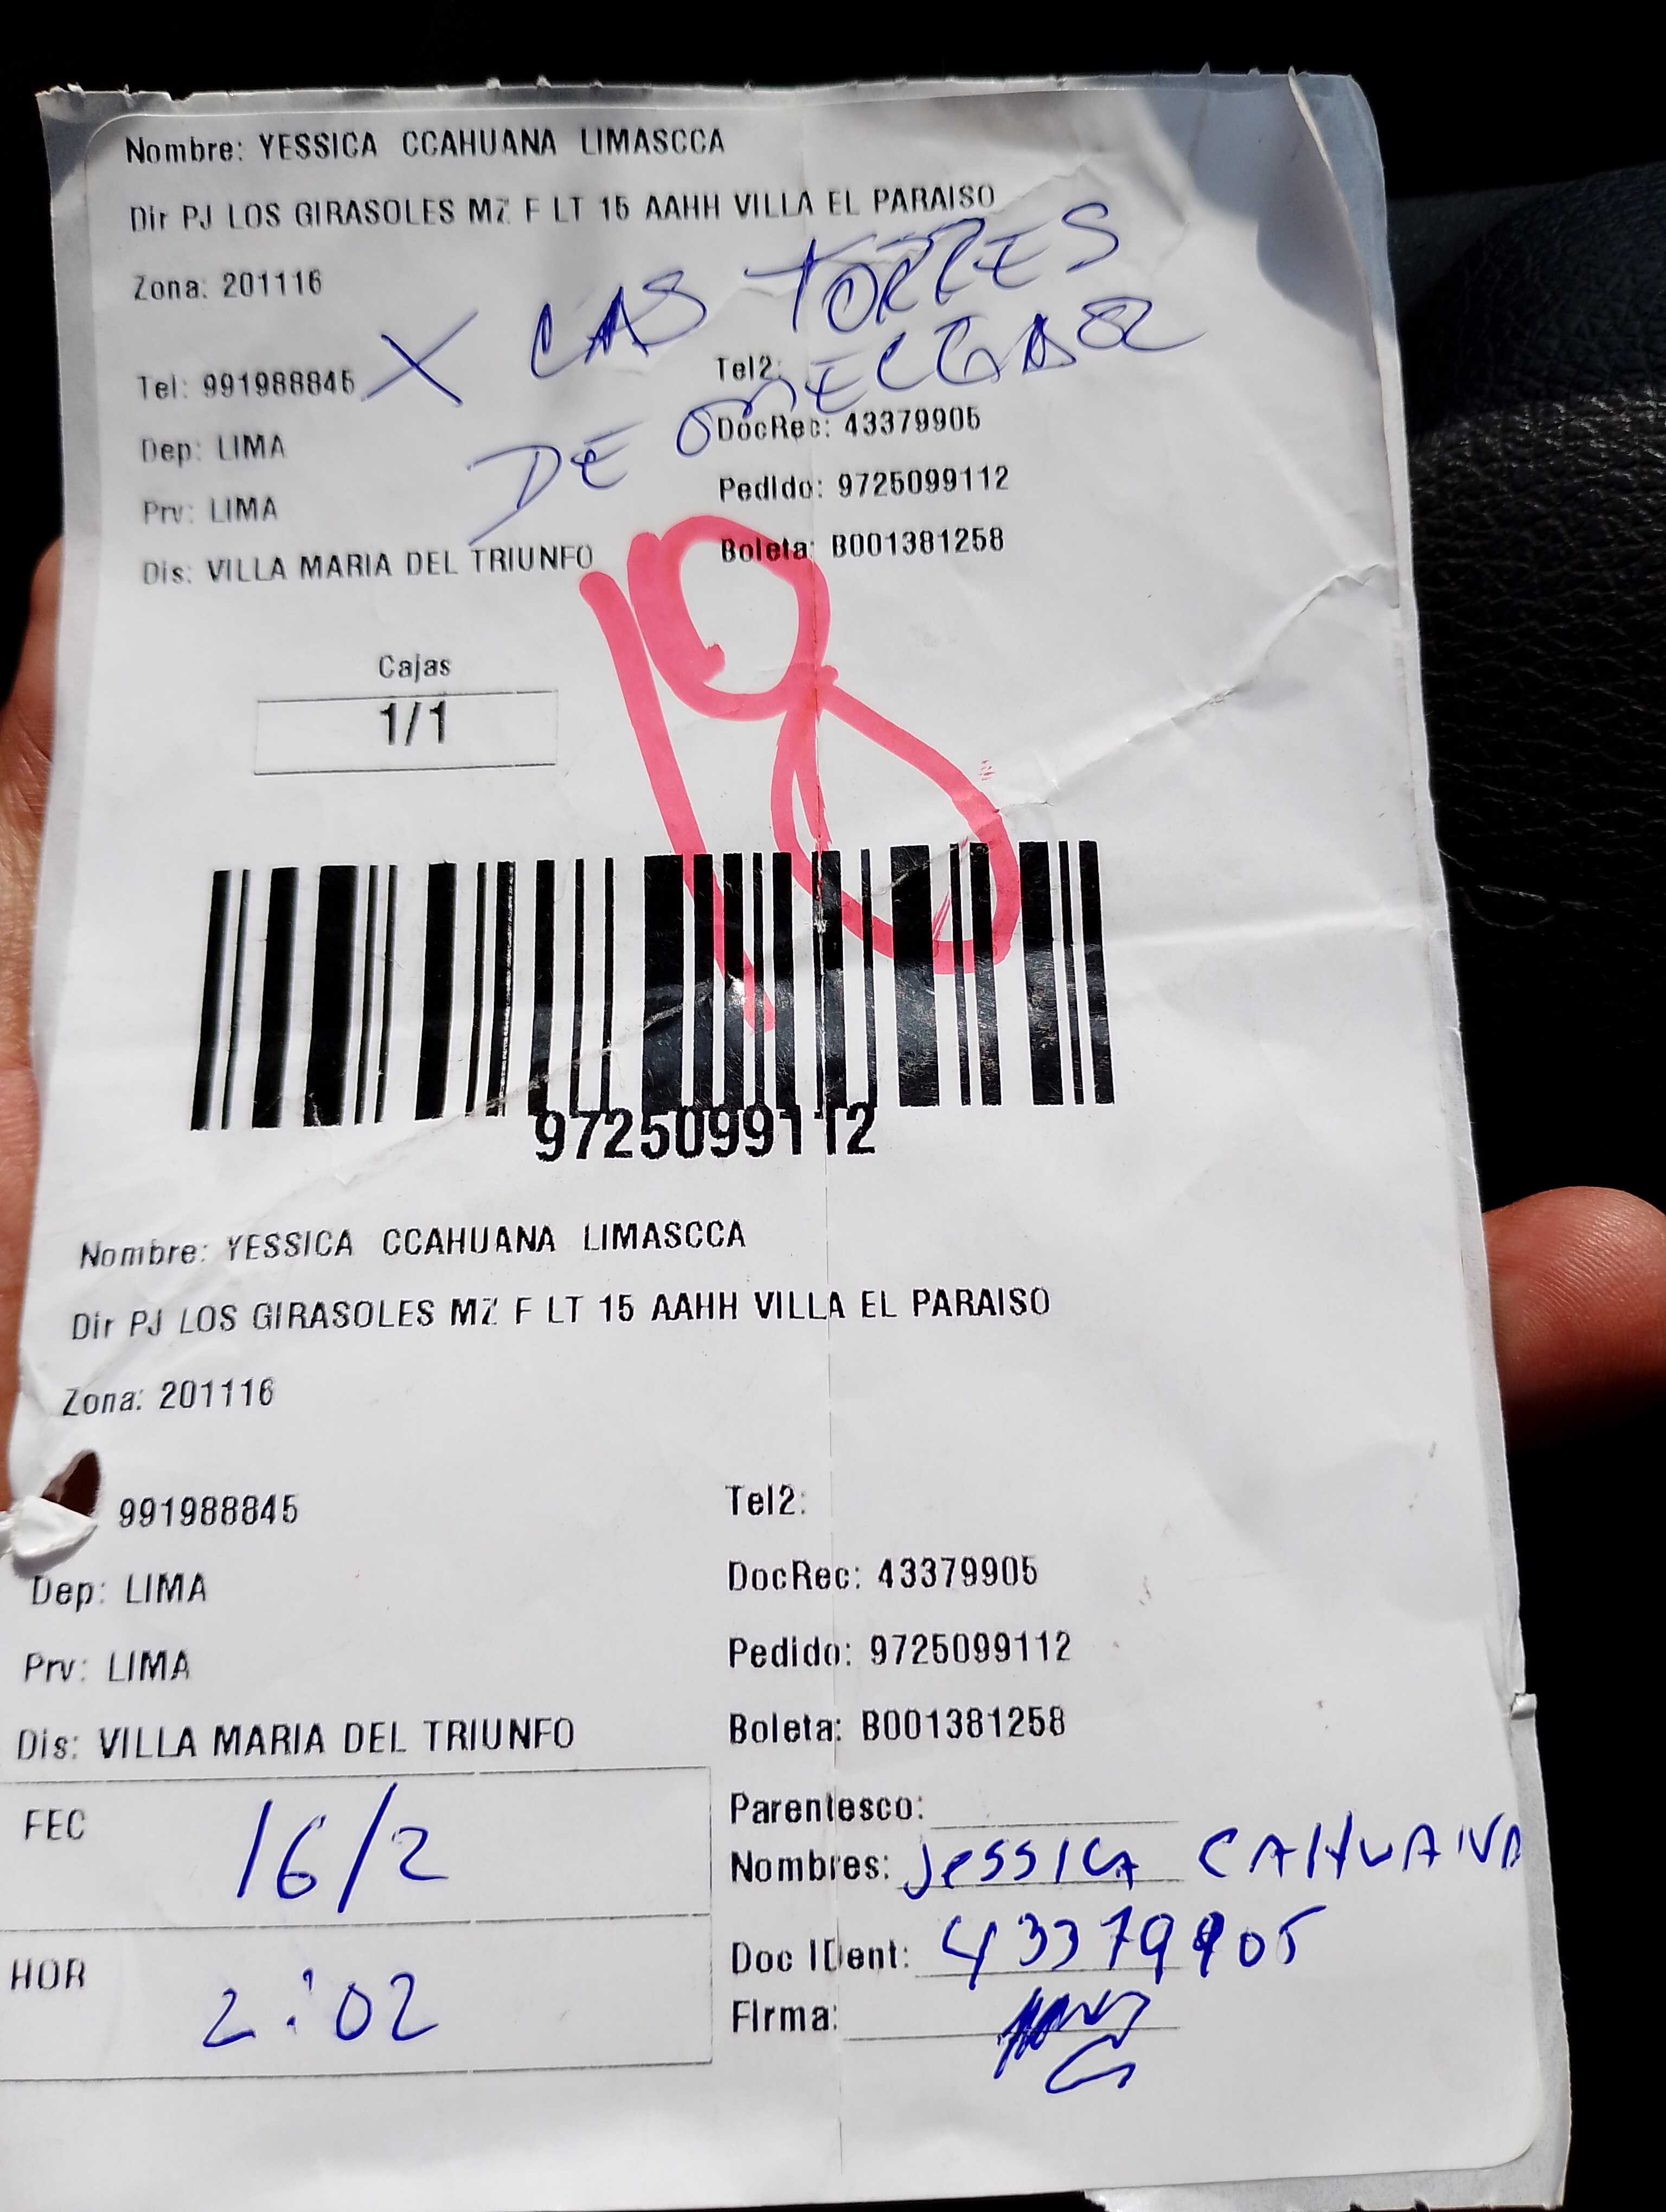 Nombre: YESSICA CCAHUANA LIMASCCA
Dir PJ LOS GIRASOLES MZ F LT 15 AAHH VILLA EL PARAISO
Zona: 201116
X LAS TORRES
DE
Tel: 991988845
Tel2:
Dep: LIMA
DocRec: 43379905
Prv: LIMA
Pedido: 9725099112
Dis: VILLA MARIA DEL TRIUNFO
Boleta: B001381258
18
Cajas
1/1
9725099112
Nombre: YESSICA CCAHUANA LIMASCCA
Dir PJ LOS GIRASOLES MZ F LT 15 AAHH VILLA EL PARAISO
Zona: 201116
991988845
Tel2:
Dep: LIMA
DocRec: 43379905
Prv: LIMA
Pedido: 9725099112
Dis: VILLA MARIA DEL TRIUNFO
Boleta: B001381258
FEC 16/2
Parentesco:
Nombres: JESSICA CAHUANA
HOR 2:02
Doc IDent: 43379905
Firma: